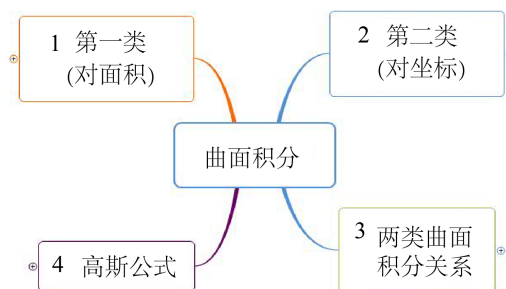 1 第一类
(对面积)
2 第二类
(对坐标)
曲面积分
3 两类曲面
积分关系
4 高斯公式